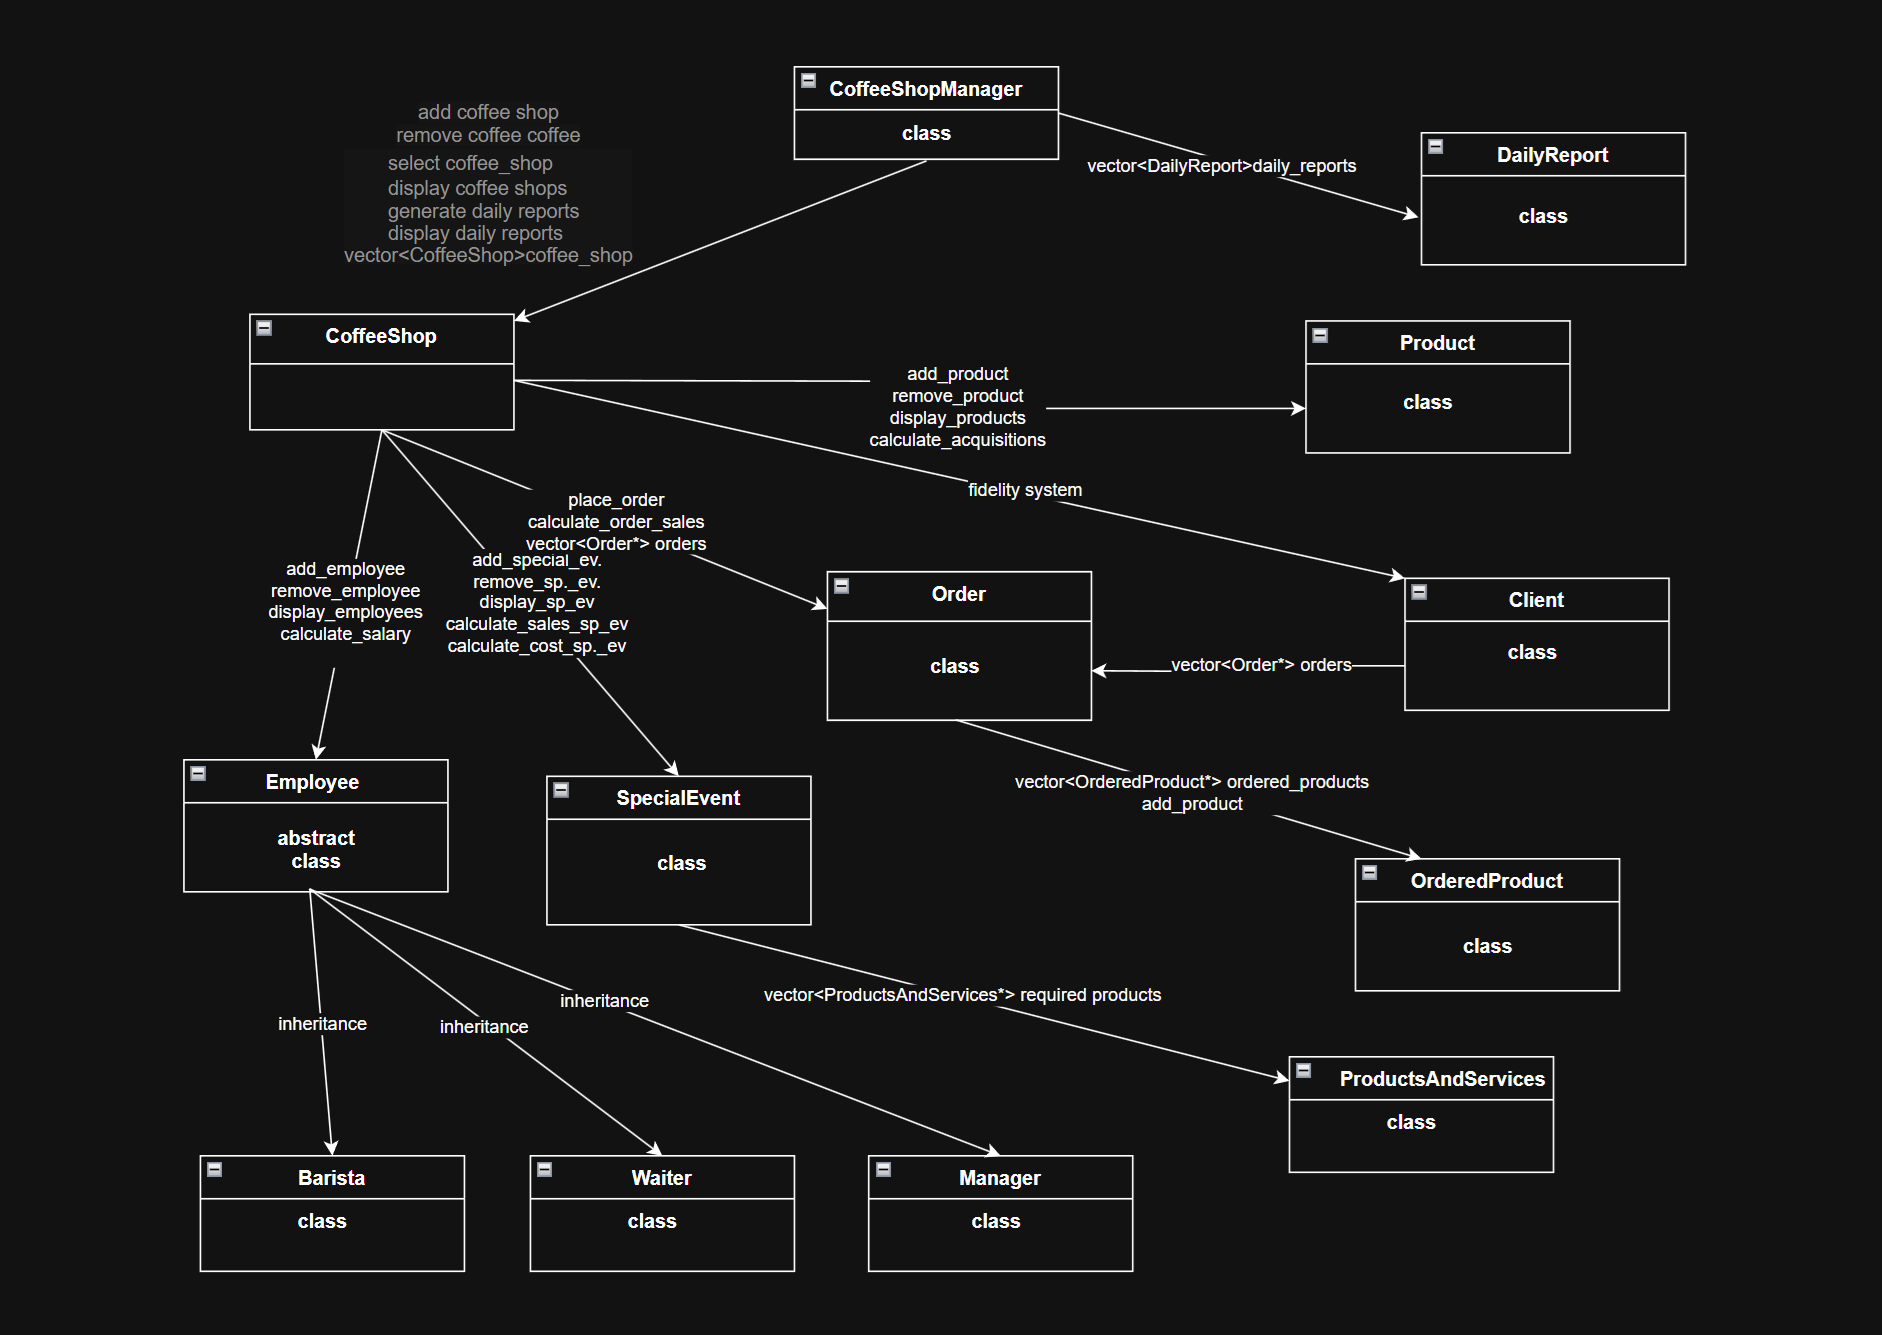 CoffeeShopManager
class
add coffee shop
remove coffee coffee
select coffee_shop
display coffee shops
generate daily reports
display daily reports
vector<CoffeeShop>coffee_shop
vector<DailyReport>daily_reports
DailyReport
class
CoffeeShop
Product
class
add_product
remove_product
display_products
calculate_acquisitions
fidelity system
place_order
calculate_order_sales
vector<Order*> orders
add_special_ev.
remove_sp._ev.
display_sp_ev
calculate_sales_sp_ev
calculate_cost_sp._ev
add_employee
remove_employee
display_employees
calculate_salary
Order
class
vector<Order*> orders
Client
class
Employee
abstract
class
SpecialEvent
class
vector<OrderedProduct*> ordered_products
add_product
OrderedProduct
class
inheritance
inheritance
inheritance
vector<ProductsAndServices*> required products
ProductsAndServices
class
Barista
class
Waiter
class
Manager
class